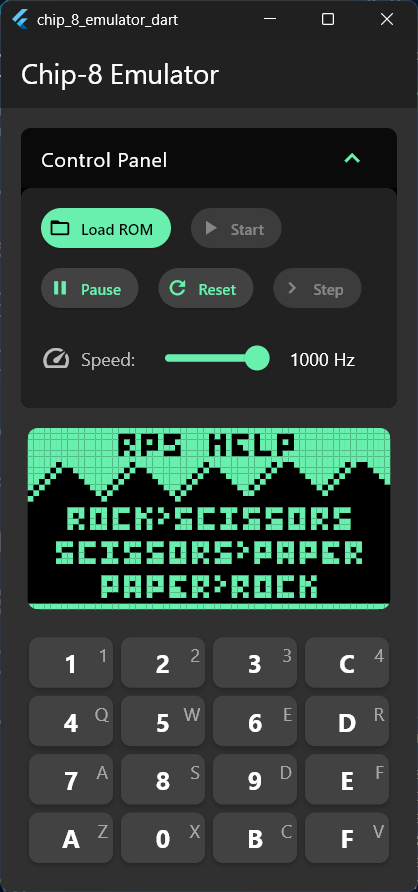 chip_8_emulator_dart
Chip-8 Emulator
Control Panel
Load ROM Start
Pause Reset Step
Speed: 1000 Hz
RPS HELP
ROCK>SCISSORS
SCISSORS>PAPER
PAPER>ROCK
1 1 2 2 3 3 C 4
4 Q 5 W 6 E D R
7 A 8 S 9 D E F
A Z 0 X B C F V